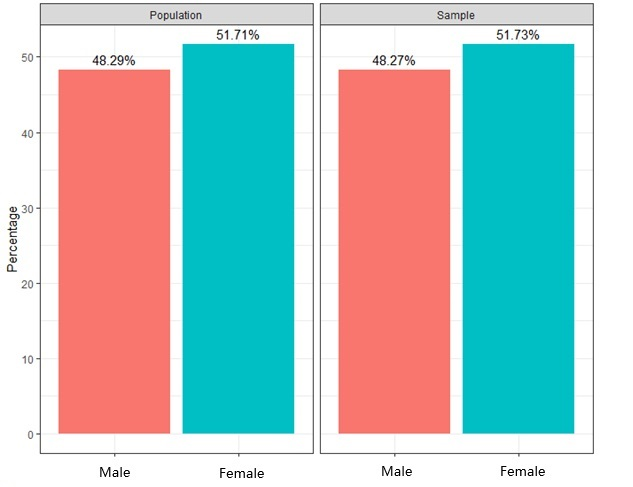 Population
Sample
48.29%
51.71%
48.27%
51.73%
Percentage
50
40
30
20
10
0
Male
Female
Male
Female